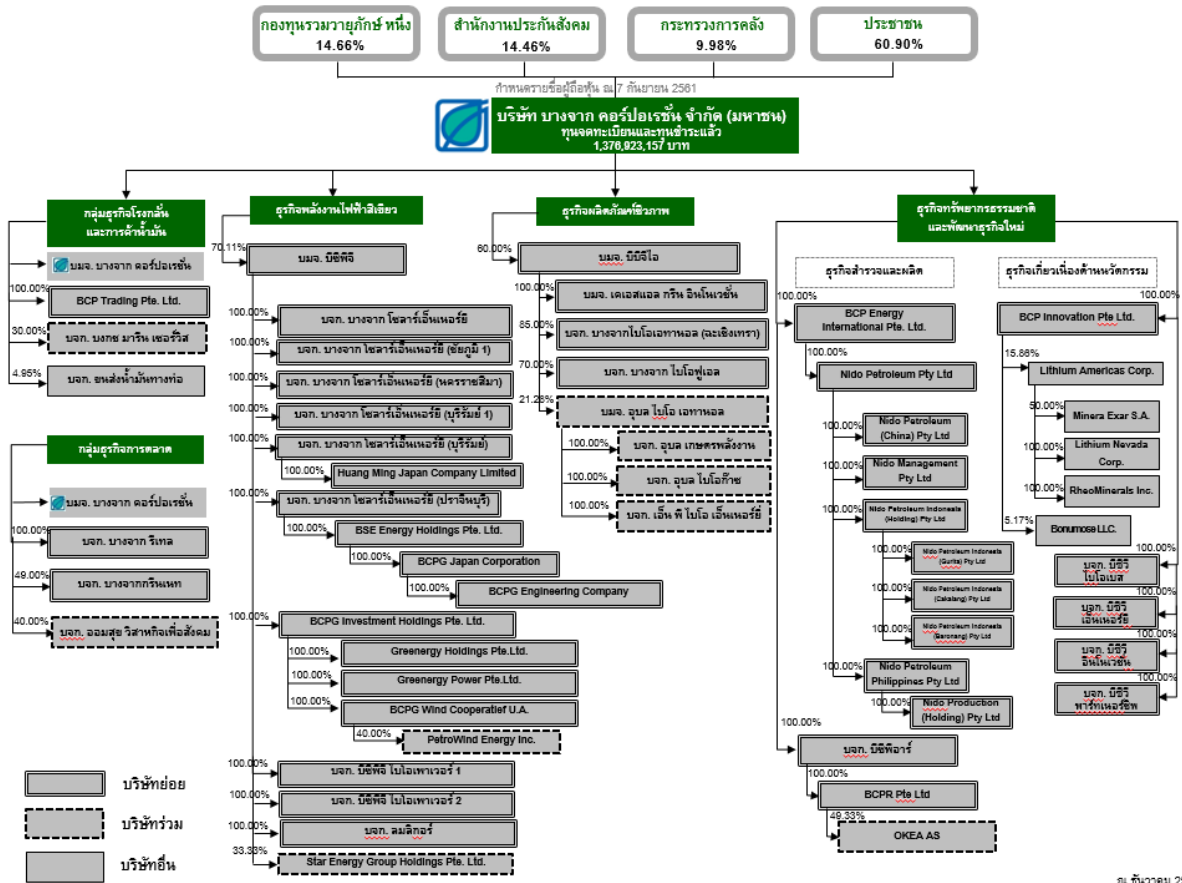 กองทุนรวมวายุภักษ์ หนึ่ง
14.66%
สำนักงานประกันสังคม
14.46%
กระทรวงการคลัง
9.98%
ประชาชน
60.90%
กำหนดรายชื่อผู้ถือหุ้น ณ 7 กันยายน 2561
บริษัท บางจาก คอร์ปอเรชั่น จำกัด (มหาชน)
ทุนจดทะเบียนและทุนชำระแล้ว
1,376,923,157 บาท
กลุ่มธุรกิจโรงกลั่น
และการค้าน้ำมัน
บมจ. บางจาก คอร์ปอเรชั่น
100.00%
BCP Trading Pte. Ltd.
30.00%
บจก. บงกช มารีน เซอร์วิส
4.95%
บจก. ขนส่งน้ำมันทางท่อ
กลุ่มธุรกิจการตลาด
บมจ. บางจาก คอร์ปอเรชั่น
100.00%
บจก. บางจาก รีเทล
49.00%
บจก. บางจากกรีนเนท
40.00%
บจก. ออมสุข วิสาหกิจเพื่อสังคม
ธุรกิจพลังงานไฟฟ้าสีเขียว
70.11%
บมจ. บีซีพีจี
100.00%
บจก. บางจาก โซลาร์เอ็นเนอร์ยี
100.00%
บจก. บางจาก โซลาร์เอ็นเนอร์ยี (ชัยภูมิ 1)
100.00%
บจก. บางจาก โซลาร์เอ็นเนอร์ยี (นครราชสีมา)
100.00%
บจก. บางจาก โซลาร์เอ็นเนอร์ยี (บุรีรัมย์ 1)
100.00%
บจก. บางจาก โซลาร์เอ็นเนอร์ยี (บุรีรัมย์)
100.00%
Huang Ming Japan Company Limited
100.00%
บจก. บางจาก โซลาร์เอ็นเนอร์ยี (ปราจีนบุรี)
100.00%
BSE Energy Holdings Pte. Ltd.
100.00%
BCPG Japan Corporation
100.00%
BCPG Engineering Company
100.00%
BCPG Investment Holdings Pte. Ltd.
100.00%
Greenergy Holdings Pte.Ltd.
100.00%
Greenergy Power Pte.Ltd.
100.00%
BCPG Wind Cooperatief U.A.
40.00%
PetroWind Energy Inc.
100.00%
บจก. บีซีพีจี ไบโอเพาเวอร์ 1
100.00%
บจก. บีซีพีจี ไบโอเพาเวอร์ 2
100.00%
บจก. ลมลิกอร์
33.33%
Star Energy Group Holdings Pte. Ltd.
ธุรกิจผลิตภัณฑ์ชีวภาพ
60.00%
บมจ. บีบีจีไอ
100.00%
บมจ. เคเอสแอล กรีน อินโนเวชั่น
85.00%
บจก. บางจากไบโอเอทานอล (ฉะเชิงเทรา)
70.00%
บจก. บางจาก ไบโอฟูเอล
21.28%
บมจ. อุบล ไบโอ เอทานอล
100.00%
บจก. อุบล เกษตรพลังงาน
100.00%
บจก. อุบล ไบโอก๊าซ
100.00%
บจก. เอ็น พี ไบโอ เอ็นเนอร์ยี่
ธุรกิจทรัพยากรธรรมชาติ
และพัฒนาธุรกิจใหม่
ธุรกิจสำรวจและผลิต
100.00%
BCP Energy
International Pte. Ltd.
100.00%
Nido Petroleum Pty Ltd
100.00%
Nido Petroleum
(China) Pty Ltd
100.00%
Nido Management
Pty Ltd
100.00%
Nido Petroleum Indonesia
(Holding) Pty Ltd
100.00%
Nido Petroleum Indonesia
(Gurita) Pty Ltd
100.00%
Nido Petroleum Indonesia
(Cakalang) Pty Ltd
100.00%
Nido Petroleum Indonesia
(Baronang) Pty Ltd
100.00%
Nido Petroleum
Philippines Pty Ltd
100.00%
Nido Production
(Holding) Pty Ltd
100.00%
บจก. บีซีพีอาร์
100.00%
BCPR Pte Ltd
49.33%
OKEA AS
ธุรกิจเกี่ยวเนื่องด้านนวัตกรรม
100.00%
BCP Innovation Pte Ltd.
15.86%
Lithium Americas Corp.
50.00%
Minera Exar S.A.
100.00%
Lithium Nevada
Corp.
100.00%
RheoMinerals Inc.
5.17%
Bonumose LLC.
100.00%
บจก. บีซีวี
ไบโอเบส
100.00%
บจก. บีซีวี
เอ็นเนอร์ยี
100.00%
บจก. บีซีวี
อินโนเวชั่น
100.00%
บจก. บีซีวี
พาร์ทเนอร์ชิพ
บริษัทย่อย
บริษัทร่วม
บริษัทอื่น
ณ ธันวาคม